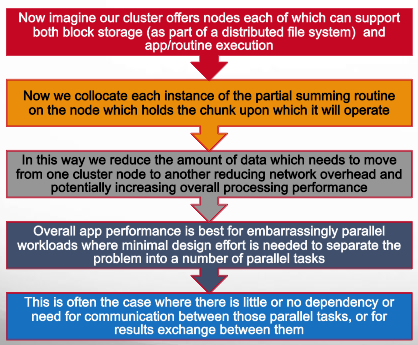 Now imagine our cluster offers nodes each of which can support
both block storage (as part of a distributed file system)  and
app/routine execution
Now we collocate each instance of the partial summing routine
on the node which holds the chunk upon which it will operate
In this way we reduce the amount of data which needs to move
from one cluster node to another reducing network overhead and
potentially increasing overall processing performance
Overall app performance is best for embarrassingly parallel
workloads where minimal design effort is needed to separate the
problem into a number of parallel tasks
This is often the case where there is little or no dependency or
need for communication between those parallel tasks, or for
results exchange between them